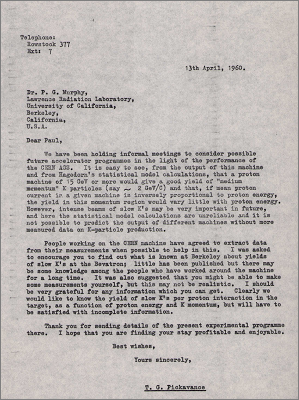 Telephone:
Rowstock 377
Ext: 7
13th April, 1960.
Dr. P. G. Murphy,
Lawrence Radiation Laboratory,
University of California,
Berkeley,
California,
U.S.A.
Dear Paul,
We have been holding informal meetings to consider possible
future accelerator programmes in the light of the performance of
the CERN AGS. It is easy to see, from the output of this machine
and from Hagedorn's statistical model calculations, that a proton
machine of 15 GeV or more would give a good yield of "medium
momentum" K particles (say 2 GeV/C) and that, if mean proton
current in a given machine is inversely proportional to proton energy,
the yield in this momentum region would vary little with proton energy.
However, intense beams of slow K's may be very important in future,
and here the statistical model calculations are unreliable and it is
not possible to predict the output of different machines without more
measured data on K-particle production.
People working on the CERN machine have agreed to extract data
from their measurements when possible to help in this. I was asked
to enquire you to find out what is known at Berkeley about yields
of slow K's at the Bevatron; little has been published but there may
be some knowledge among the people who have worked around the machine
for a long time. It was also suggested that you might be able to make
some measurements yourself, but this may not be realistic. I should
be very grateful for any information which you can get. Clearly we
would like to know the yield of slow K's per proton interaction in the
target, as a function of proton energy and K momentum, but will have to
be satisfied with incomplete information.
Thank you for sending details of the present experimental programme
there. I hope that you are finding your stay profitable and enjoyable.
Best wishes,
Yours sincerely,
T. G. Pickavance